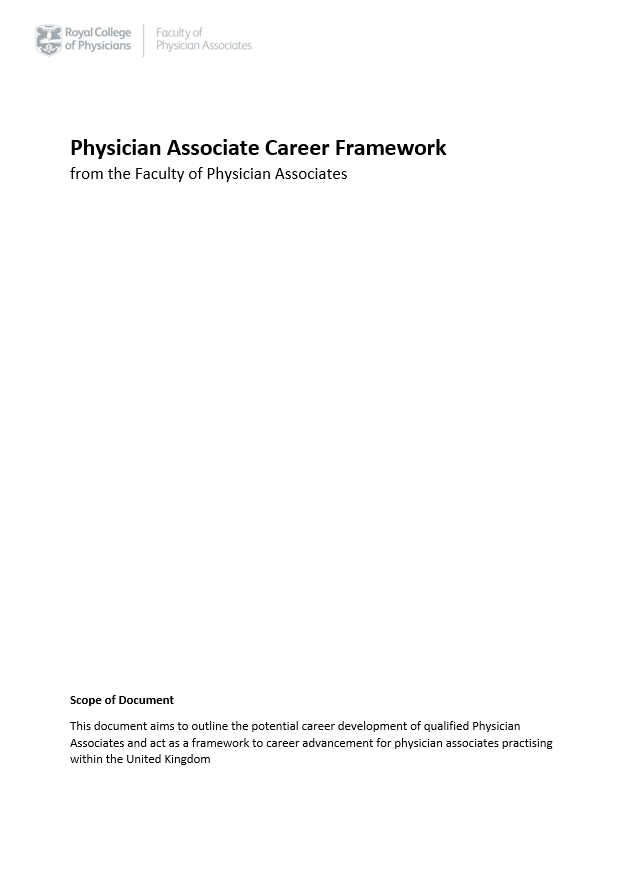 Royal College
of Physicians
Faculty of
Physician Associates
Physician Associate Career Framework
from the Faculty of Physician Associates
Scope of Document
This document aims to outline the potential career development of qualified Physician
Associates and act as a framework to career advancement for physician associates practising
within the United Kingdom